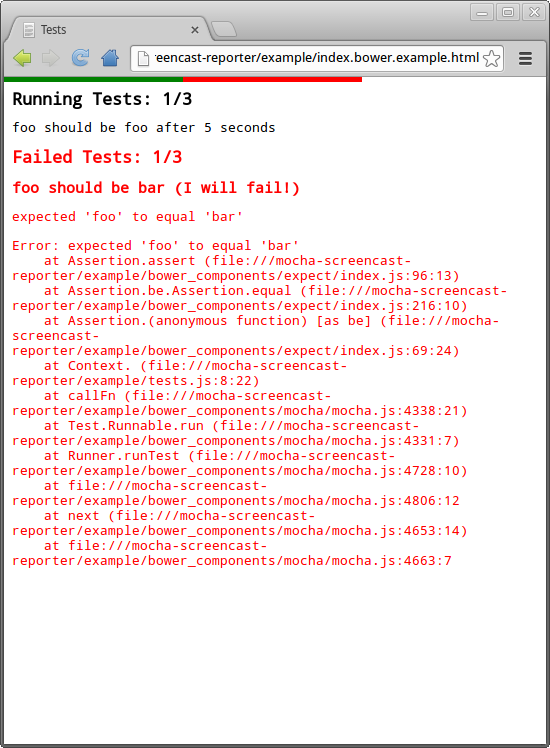 Tests
reencast-reporter/example/index.bower.example.html
Running Tests: 1/3
foo should be foo after 5 seconds
Failed Tests: 1/3
foo should be bar (I will fail!)
expected 'foo' to equal 'bar'
Error: expected 'foo' to equal 'bar'
    at Assertion.assert (file:///mocha-screencast-
reporter/example/bower_components/expect/index.js:96:13)
    at Assertion.be.Assertion.equal (file:///mocha-screencast-
reporter/example/bower_components/expect/index.js:216:10)
    at Assertion.(anonymous function) [as be] (file:///mocha-
screencast-
reporter/example/bower_components/expect/index.js:69:24)
    at Context. (file:///mocha-screencast-
reporter/example/tests.js:8:22)
    at callFn (file:///mocha-screencast-
reporter/example/bower_components/mocha/mocha.js:4338:21)
    at Test.Runnable.run (file:///mocha-screencast-
reporter/example/bower_components/mocha/mocha.js:4331:7)
    at Runner.runTest (file:///mocha-screencast-
reporter/example/bower_components/mocha/mocha.js:4728:10)
    at file:///mocha-screencast-
reporter/example/bower_components/mocha/mocha.js:4806:12
    at next (file:///mocha-screencast-
reporter/example/bower_components/mocha/mocha.js:4653:14)
    at file:///mocha-screencast-
reporter/example/bower_components/mocha/mocha.js:4663:7